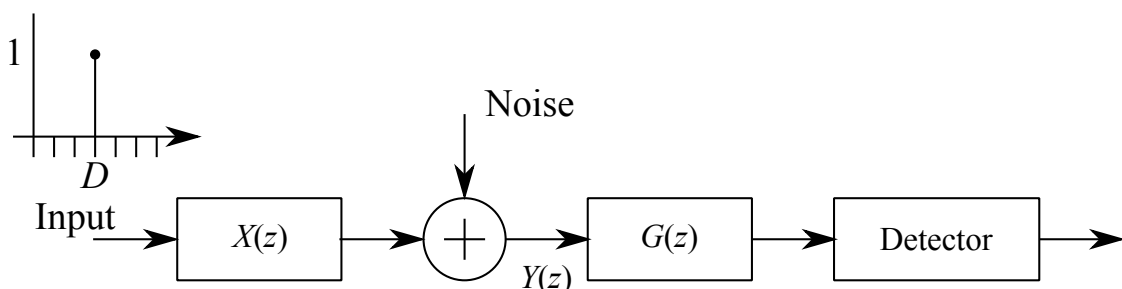 1
D
Noise
Input
X(z)
Y(z)
G(z)
Detector